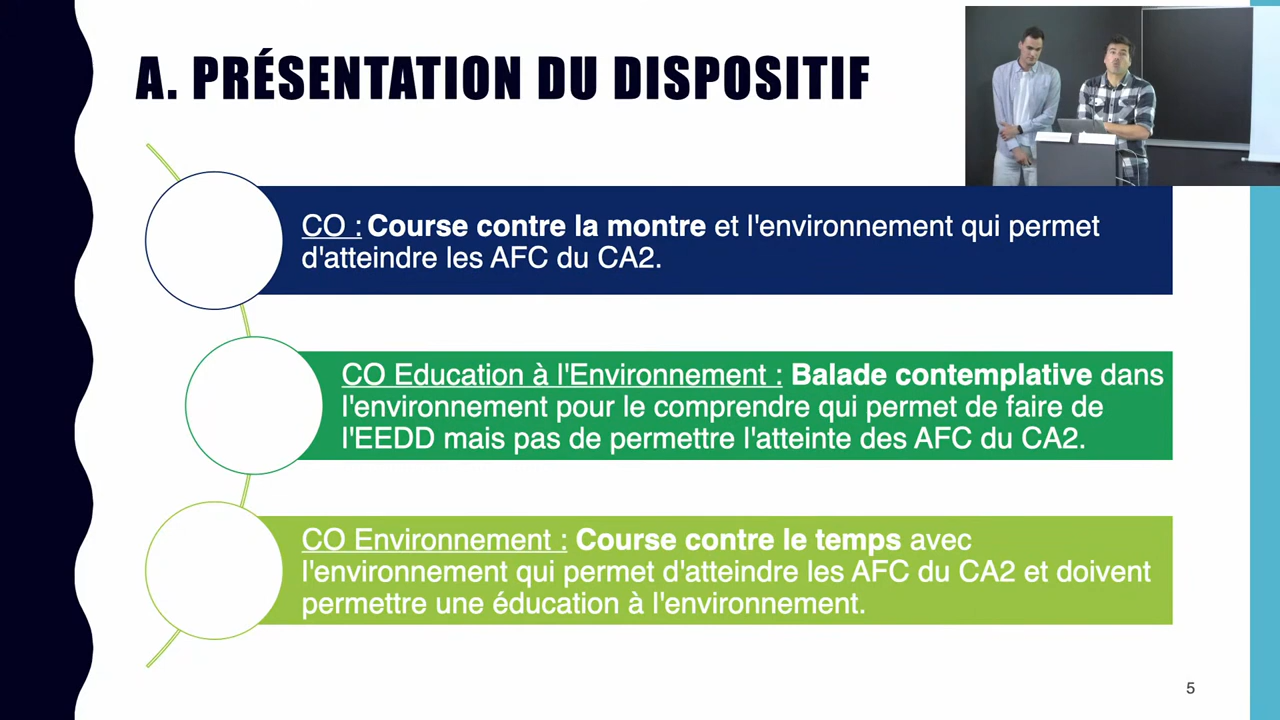 A. PRÉSENTATION DU DISPOSITIF
CO : Course contre la montre et l'environnement qui permet
d'atteindre les AFC du CA2.
CO Education à l'Environnement : Balade contemplative dans
l'environnement pour le comprendre qui permet de faire de
l'EEDD mais pas de permettre l'atteinte des AFC du CA2.
CO Environnement : Course contre le temps avec
l'environnement qui permet d'atteindre les AFC du CA2 et doivent
permettre une éducation à l'environnement.
5